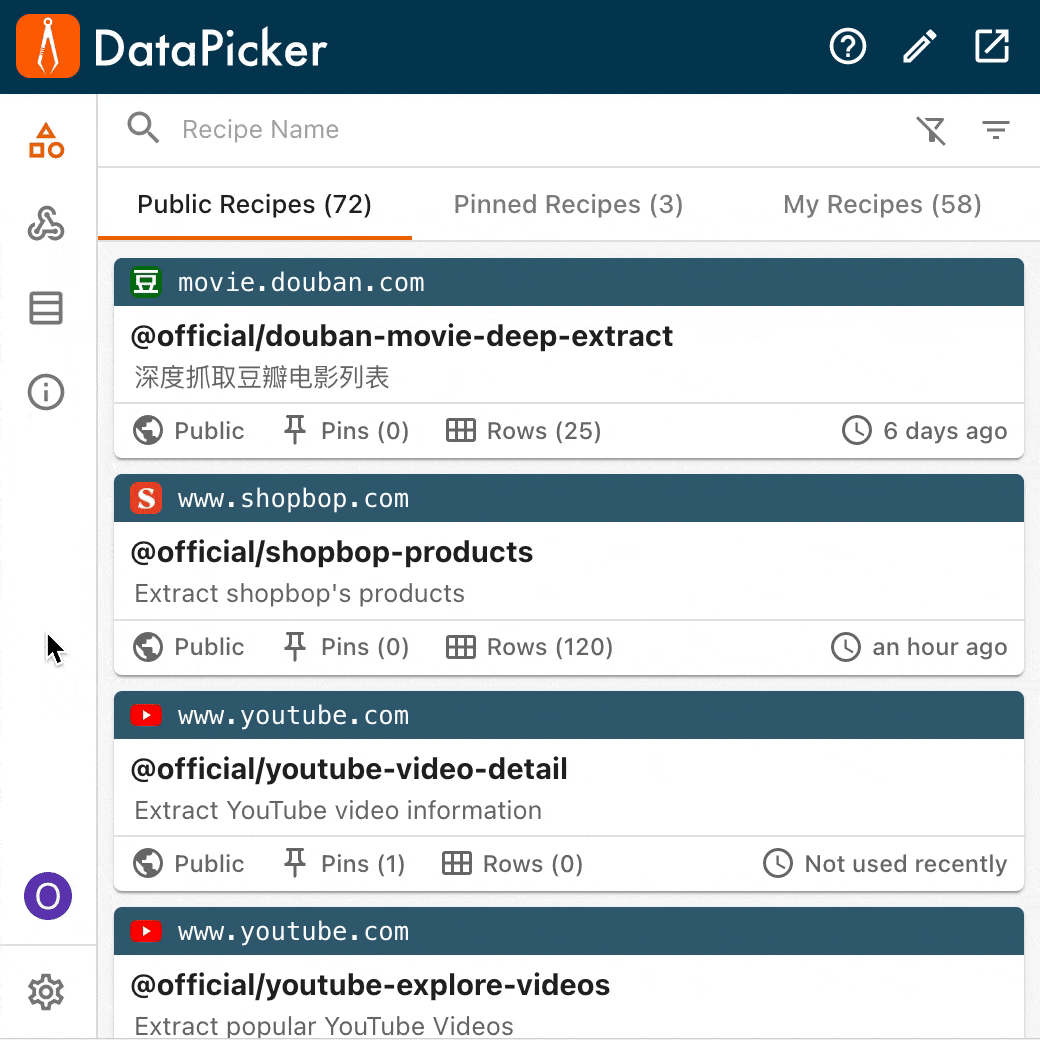 DataPicker
Recipe Name
Public Recipes (72) Pinned Recipes (3) My Recipes (58)
豆 movie.douban.com
@official/douban-movie-deep-extract
深度抓取豆瓣电影列表
Public Pins (0) Rows (25) 6 days ago
S www.shopbop.com
@official/shopbop-products
Extract shopbop's products
Public Pins (0) Rows (120) an hour ago
www.youtube.com
@official/youtube-video-detail
Extract YouTube video information
Public Pins (1) Rows (0) Not used recently
O
www.youtube.com
@official/youtube-explore-videos
Extract popular YouTube Videos